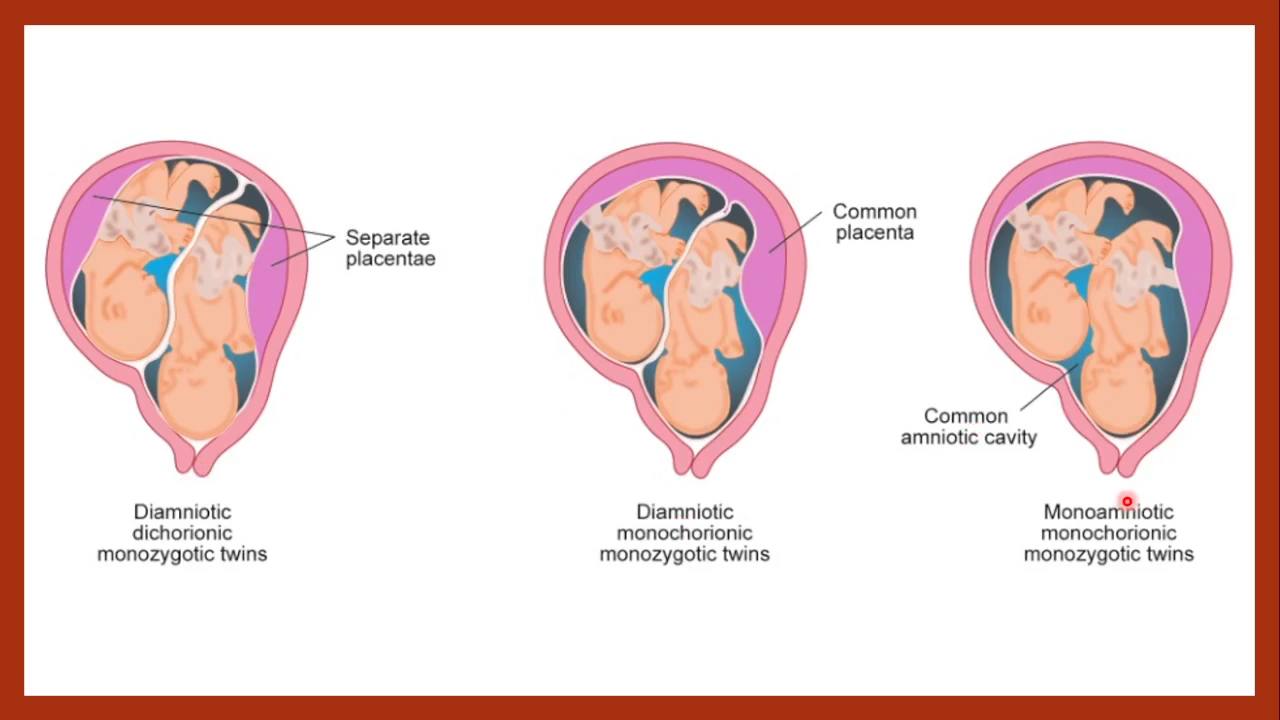 Separate
placentae
Common
placenta
Common
amniotic cavity
Diamniotic
dichorionic
monozygotic twins
Diamniotic
monochorionic
monozygotic twins
Monoamniotic
monochorionic
monozygotic twins